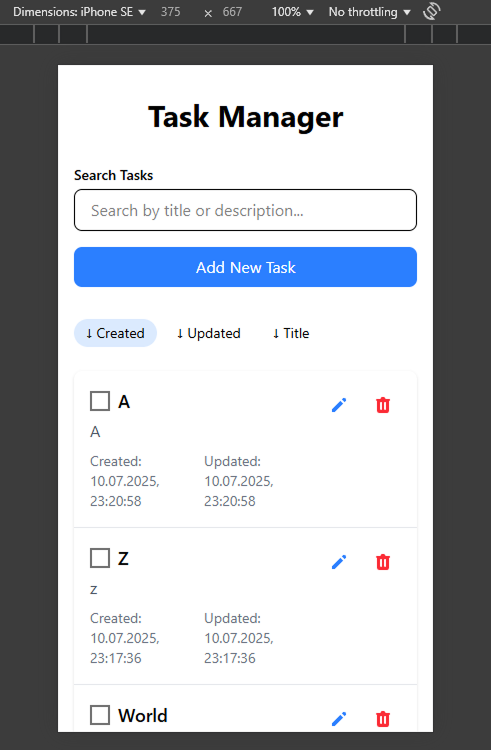 Dimensions: iPhone SE ▼ 375 × 667 100% ▼ No throttling ▼
Task Manager
Search Tasks
Search by title or description...
Add New Task
↓ Created ↓ Updated ↓ Title
A
A
Created: Updated:
10.07.2025, 10.07.2025,
23:20:58 23:20:58
Z
z
Created: Updated:
10.07.2025, 10.07.2025,
23:17:36 23:17:36
World